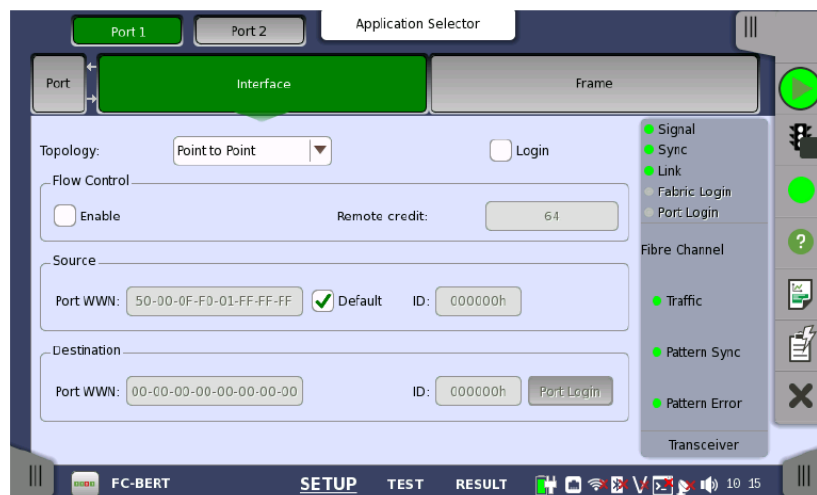 Port 1 Port 2 Application Selector
Port Interface Frame
Topology: Point to Point Login
Flow Control
Enable Remote credit: 64
Source
Port WWN: 50-00-0F-F0-01-FF-FF-FF Default ID: 000000h
Destination
Port WWN: 00-00-00-00-00-00-00-00 ID: 000000h Port Login
Signal
Sync
Link
Fabric Login
Port Login
Fibre Channel
Traffic
Pattern Sync
Pattern Error
Transceiver
FC-BERT SETUP TEST RESULT 10 15